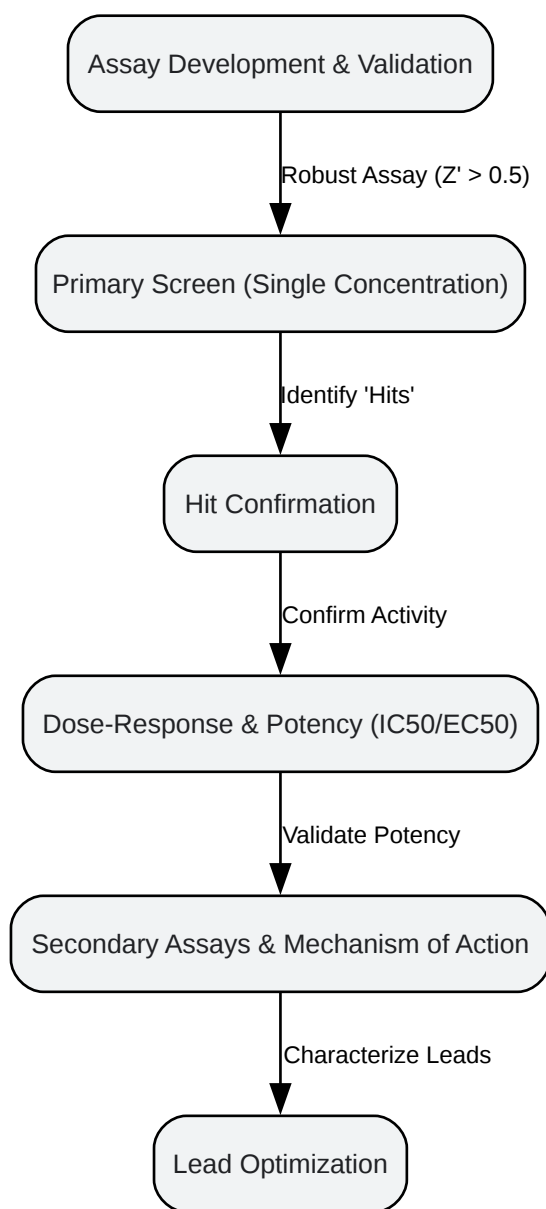 Assay Development & Validation
Robust Assay (Z' > 0.5)
Primary Screen (Single Concentration)
Identify 'Hits'
Hit Confirmation
Confirm Activity
Dose-Response & Potency (IC50/EC50)
Validate Potency
Secondary Assays & Mechanism of Action
Characterize Leads
Lead Optimization